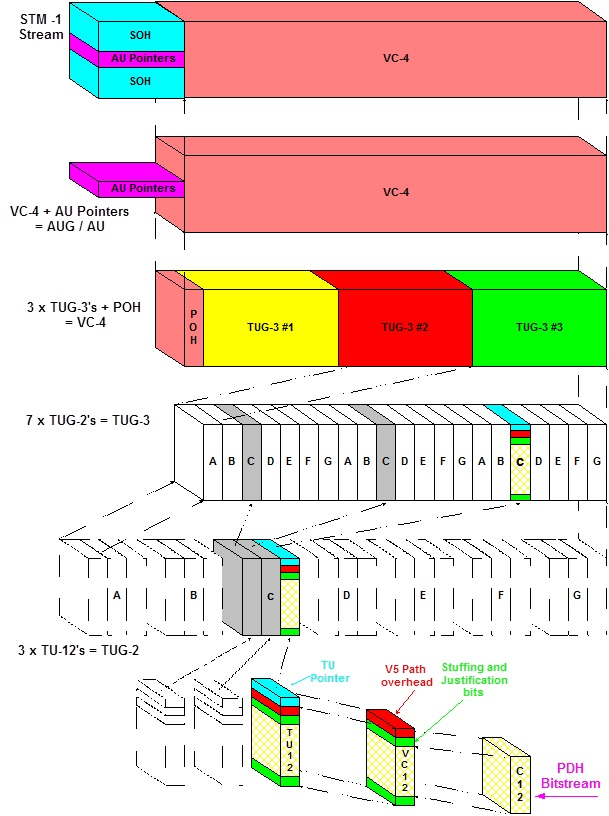 STM -1
Stream
SOH
AU Pointers
SOH
VC-4
AU Pointers
VC-4
VC-4 + AU Pointers
= AUG / AU
3 x TUG-3's + POH
= VC-4
P
O
H
TUG-3 #1
TUG-3 #2
TUG-3 #3
7 x TUG-2's = TUG-3
A B C D E F G A B C D E F G A B C D E F G
A B C D E F G
3 x TU-12's = TUG-2
TU
Pointer
V5 Path
overhead
Stuffing and
Justification
bits
T
U
1
2
V
C
1
2
C
1
2
PDH
Bitstream